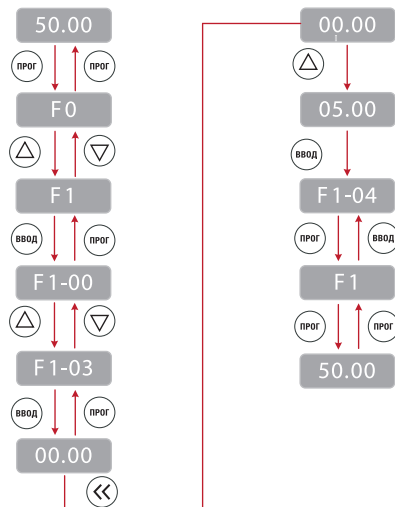 50.00
ПРОГ ПРОГ
F0
F1
ВВОД ПРОГ
F1-00
F1-03
ВВОД ПРОГ
00.00
00.00
05.00
ВВОД
F1-04
ПРОГ ВВОД
F1
ПРОГ ПРОГ
50.00